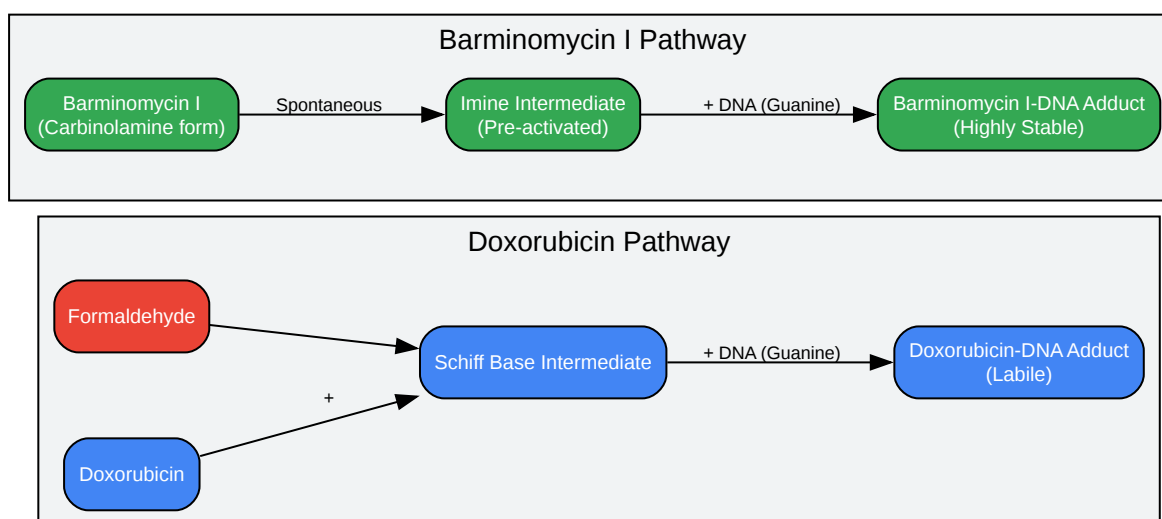 Barminomycin I Pathway
Barminomycin I
(Carbinolamine form)
Spontaneous
Imine Intermediate
(Pre-activated)
+ DNA (Guanine)
Barminomycin I-DNA Adduct
(Highly Stable)
Doxorubicin Pathway
Formaldehyde
Doxorubicin
+
Schiff Base Intermediate
+ DNA (Guanine)
Doxorubicin-DNA Adduct
(Labile)